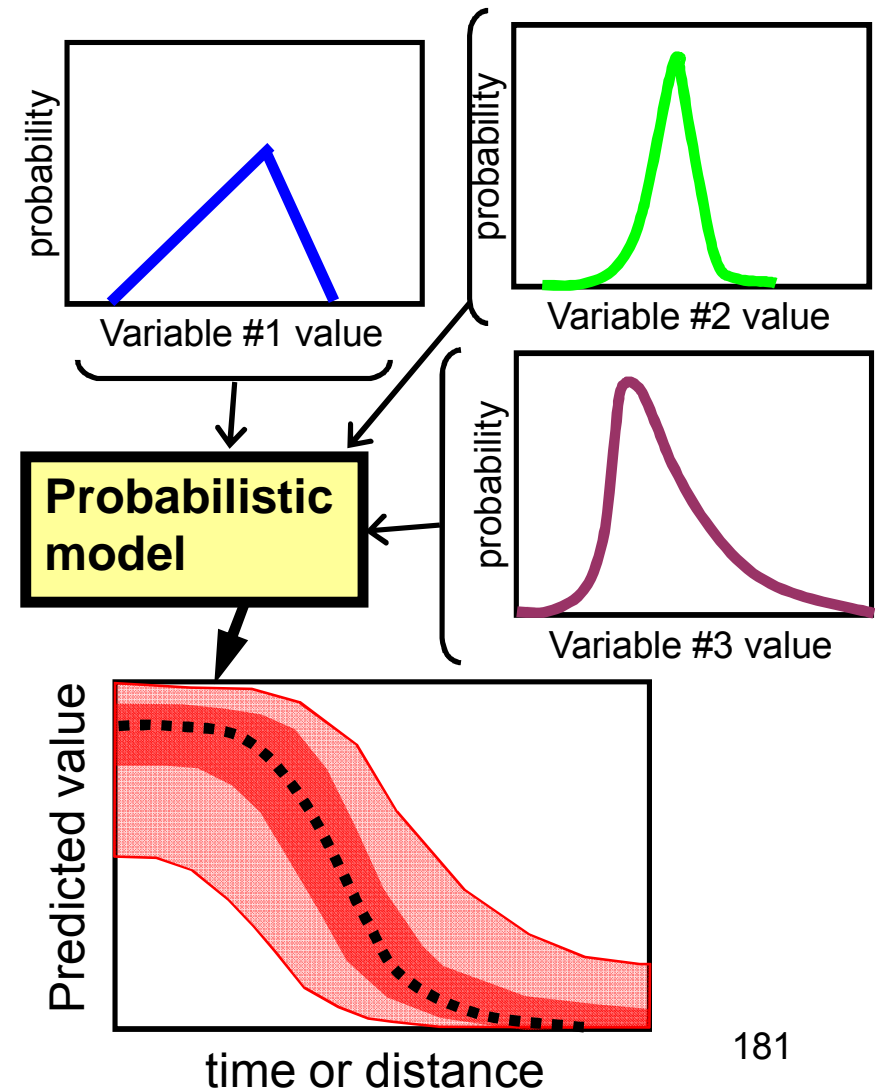 probability
Variable #1 value
probability
Variable #2 value
probability
Variable #3 value
Probabilistic
model
Predicted value
time or distance
181